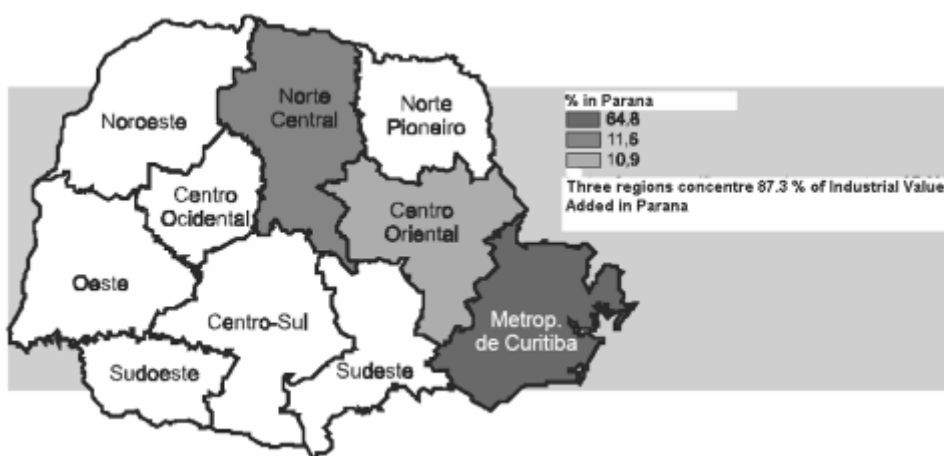 Noroeste
Norte
Central
Norte
Pioneiro
% in Parana
64,8
11,6
10,9
Three regions concentre 87.3 % of Industrial Value
Added in Parana
Centro
Ocidental
Centro
Oriental
Oeste
Centro-Sul
Metrop.
de Curitiba
Sudoeste
Sudeste